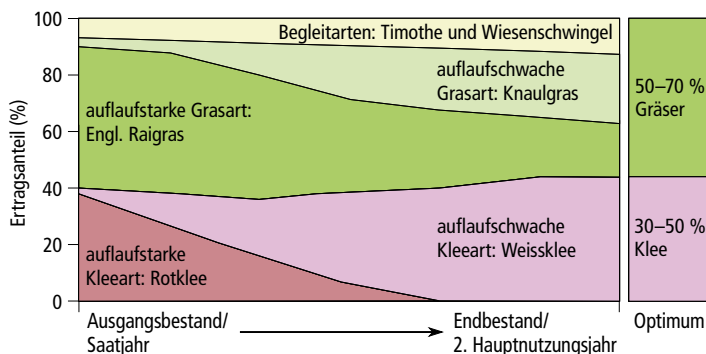 100
80
60
40
20
0
Ertragsanteil (%)
Begleitarten: Timothe und Wiesenschwingel
auflaufschwache
Grasart: Knaulgras
auflaufstarke Grasart:
Engl. Raigras
auflaufschwache
Kleeart: Weissklee
auflaufstarke
Kleeart: Rotklee
50–70 %
Gräser
30–50 %
Klee
Ausgangsbestand/
Saatjahr
Endbestand/
2. Hauptnutzungsjahr
Optimum